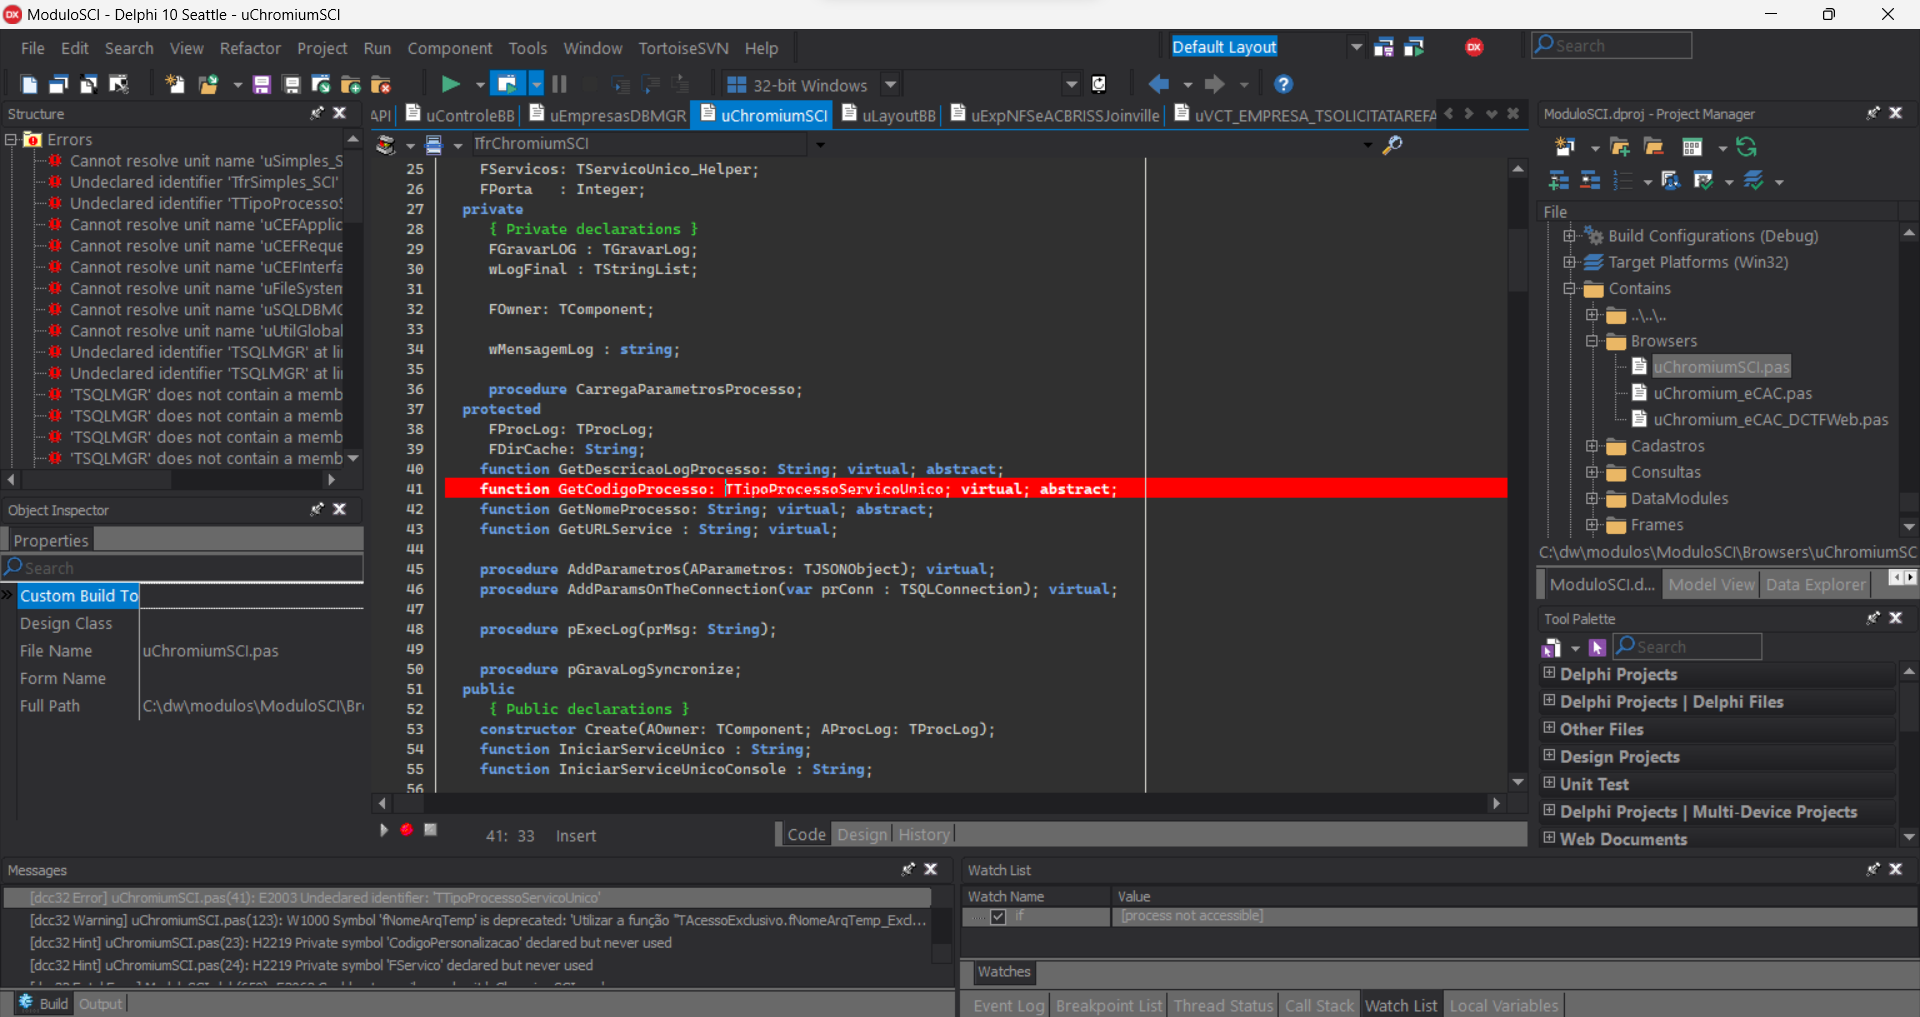 ModuloSCI - Delphi 10 Seattle - uChromiumSCI
File Edit Search View Refactor Project Run Component Tools Window TortoiseSVN Help
Default Layout
Search
32-bit Windows
Structure
Errors
Cannot resolve unit name 'uSimples_S
Undeclared identifier 'TfrSimples_SCI'
Undeclared identifier 'TTipoProcessoS
Cannot resolve unit name 'uCEFApplic
Cannot resolve unit name 'uCEFReque
Cannot resolve unit name 'uCEFInterfa
Cannot resolve unit name 'uFileSystem
Cannot resolve unit name 'uSQLDBMG
Cannot resolve unit name 'uUtilGlobal
Undeclared identifier 'TSQLMGR' at li
Undeclared identifier 'TSQLMGR' at li
'TSQLMGR' does not contain a memb
'TSQLMGR' does not contain a memb
'TSQLMGR' does not contain a memb
'TSQLMGR' does not contain a memb
Object Inspector
Properties
Search
Custom Build To
Design Class
File Name uChromiumSCI.pas
Form Name
Full Path C:\dw\modulos\ModuloSCI\Br
API uControleBB uEmpresasDBMGR uChromiumSCI uLayoutBB uExpNFSeACBRISSJoinville uVCT_EMPRESA_TSOLICITATAREFA
TfrChromiumSCI
25 FServicos: TServicoUnico_Helper;
26 FPorta : Integer;
27 private
28 { Private declarations }
29 FGravarLOG : TGravarLog;
30 wLogFinal : TStringList;
31
32 FOwner: TComponent;
33
34 wMensagemLog : string;
35
36 procedure CarregaParametrosProcesso;
37 protected
38 FProcLog: TProcLog;
39 FDirCache: String;
40 function GetDescricaoLogProcesso: String; virtual; abstract;
41 function GetCodigoProcesso: TTipoProcessoServicoUnico; virtual; abstract;
42 function GetNomeProcesso: String; virtual; abstract;
43 function GetURLService : String; virtual;
44
45 procedure AddParametros(AParametros: TJSONObject); virtual;
46 procedure AddParamsOnTheConnection(var prConn : TSQLConnection); virtual;
47
48 procedure pExecLog(prMsg: String);
49
50 procedure pGravaLogSyncronize;
51 public
52 { Public declarations }
53 constructor Create(AOwner: TComponent; AProcLog: TProcLog);
54 function IniciarServiceUnico : String;
55 function IniciarServiceUnicoConsole : String;
56
41: 33 Insert
Code Design History
ModuloSCI.dproj - Project Manager
File
Build Configurations (Debug)
Target Platforms (Win32)
Contains
..\..\..
Browsers
uChromiumSCI.pas
uChromium_eCAC.pas
uChromium_eCAC_DCTFWeb.pas
Cadastros
Consultas
DataModules
Frames
C:\dw\modulos\ModuloSCI\Browsers\uChromiumSC
ModuloSCI.d... Model View Data Explorer
Tool Palette
Search
Delphi Projects
Delphi Projects | Delphi Files
Other Files
Design Projects
Unit Test
Delphi Projects | Multi-Device Projects
Web Documents
Messages
[dcc32 Error] uChromiumSCI.pas(41): E2003 Undeclared identifier: 'TTipoProcessoServicoUnico'
[dcc32 Warning] uChromiumSCI.pas(123): W1000 Symbol 'fNomeArqTemp' is deprecated: 'Utilizar a função "TAcessoExclusivo.fNomeArqTemp_Excl...
[dcc32 Hint] uChromiumSCI.pas(23): H2219 Private symbol 'CodigoPersonalizacao' declared but never used
[dcc32 Hint] uChromiumSCI.pas(24): H2219 Private symbol 'FServico' declared but never used
Build Output
Watch List
Watch Name Value
if [process not accessible]
Watches
Event Log Breakpoint List Thread Status Call Stack Watch List Local Variables